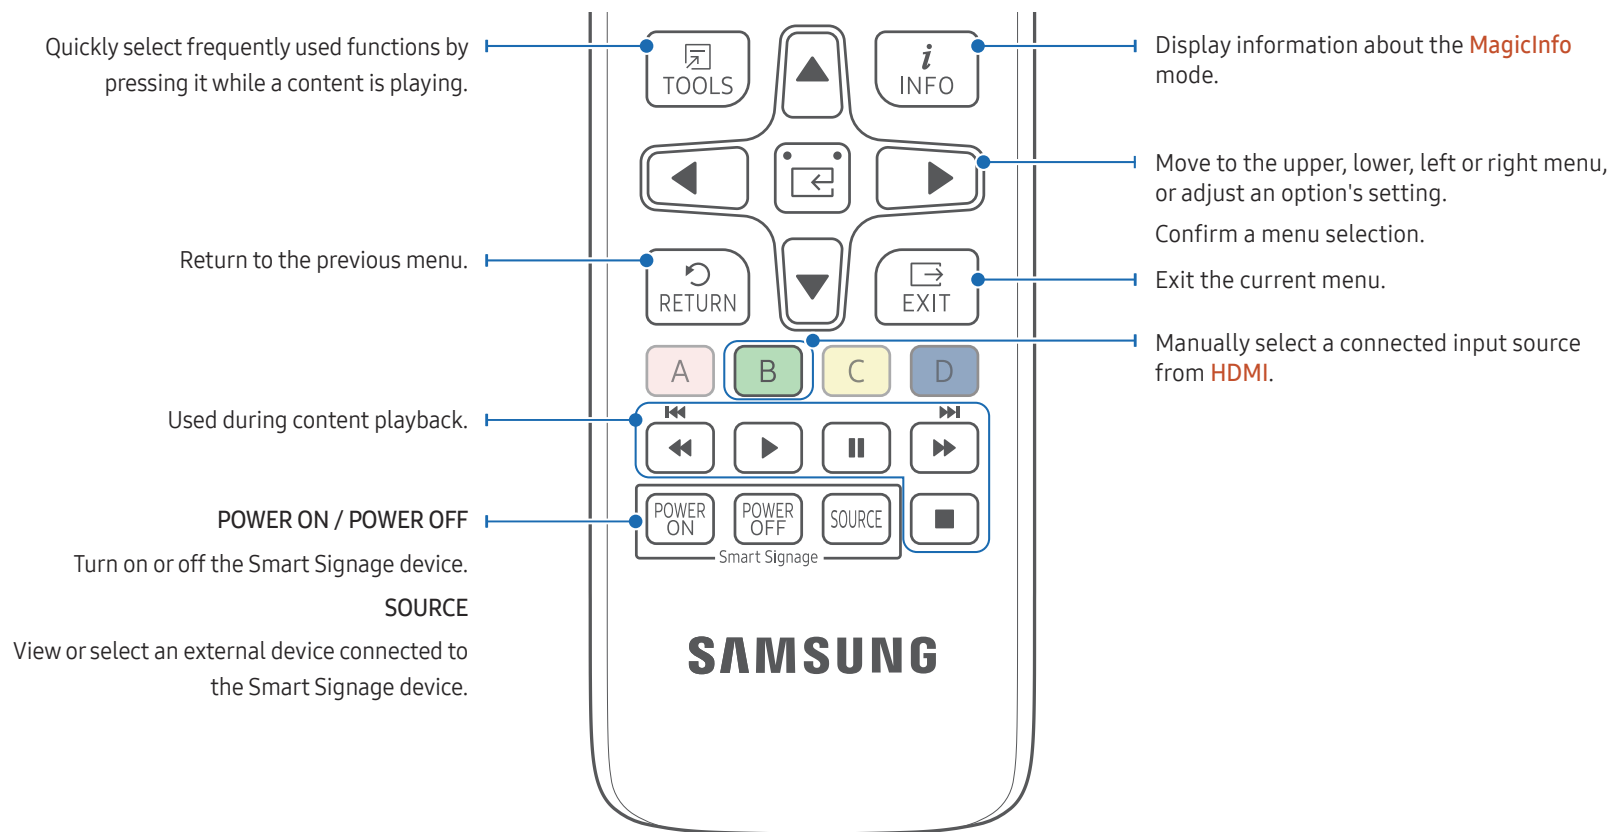 Quickly select frequently used functions by
pressing it while a content is playing.
TOOLS
i
INFO
Display information about the MagicInfo
mode.
Move to the upper, lower, left or right menu,
or adjust an option's setting.
Confirm a menu selection.
Return to the previous menu.
RETURN
EXIT
Exit the current menu.
A
B
C
D
Manually select a connected input source
from HDMI.
Used during content playback.
POWER ON / POWER OFF
Turn on or off the Smart Signage device.
SOURCE
View or select an external device connected to
the Smart Signage device.
POWER
ON
POWER
OFF
SOURCE
Smart Signage
SAMSUNG